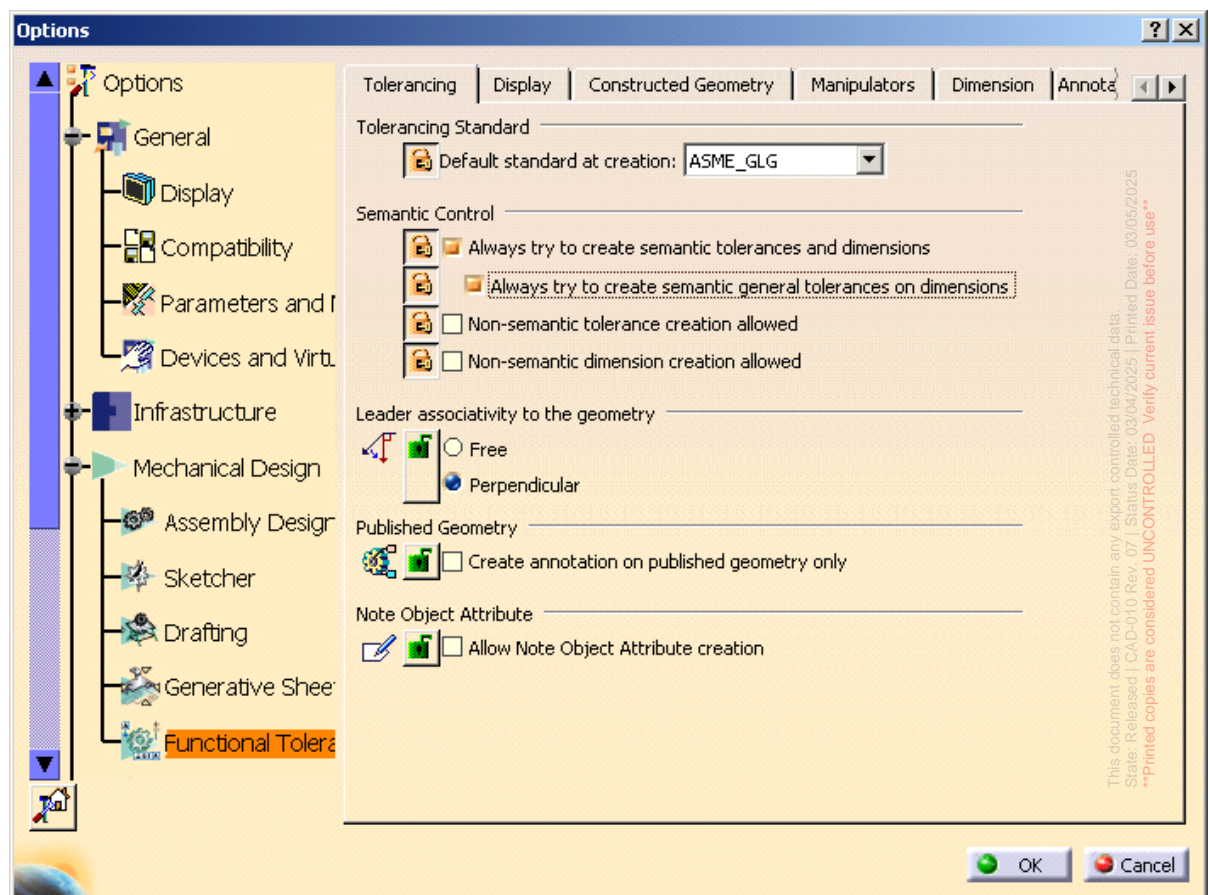 Options
Options
General
Display
Compatibility
Parameters and
Devices and Virtu
Infrastructure
Mechanical Design
Assembly Design
Sketcher
Drafting
Generative Shee
Functional Tolera
Tolerancing Display Constructed Geometry Manipulators Dimension Annota
Tolerancing Standard
Default standard at creation: ASME_GLG
Semantic Control
Always try to create semantic tolerances and dimensions
Always try to create semantic general tolerances on dimensions
Non-semantic tolerance creation allowed
Non-semantic dimension creation allowed
Leader associativity to the geometry
Free
Perpendicular
Published Geometry
Create annotation on published geometry only
Note Object Attribute
Allow Note Object Attribute creation
This document does not contain any export controlled technical data.
State: Released | CAD-010 Rev. 07 | Status Date: 03/04/2025 | Printed Date: 03/05/2025
**Printed copies are considered UNCONTROLLED Verify current issue before use**
OK Cancel